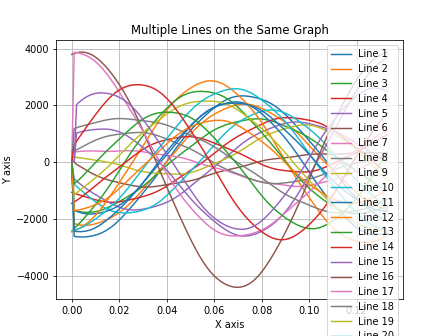 Multiple Lines on the Same Graph
4000
2000
0
−2000
−4000
Y axis
0.00
0.02
0.04
0.06
0.08
0.10
X axis
Line 1
Line 2
Line 3
Line 4
Line 5
Line 6
Line 7
Line 8
Line 9
Line 10
Line 11
Line 12
Line 13
Line 14
Line 15
Line 16
Line 17
Line 18
Line 19
Line 20